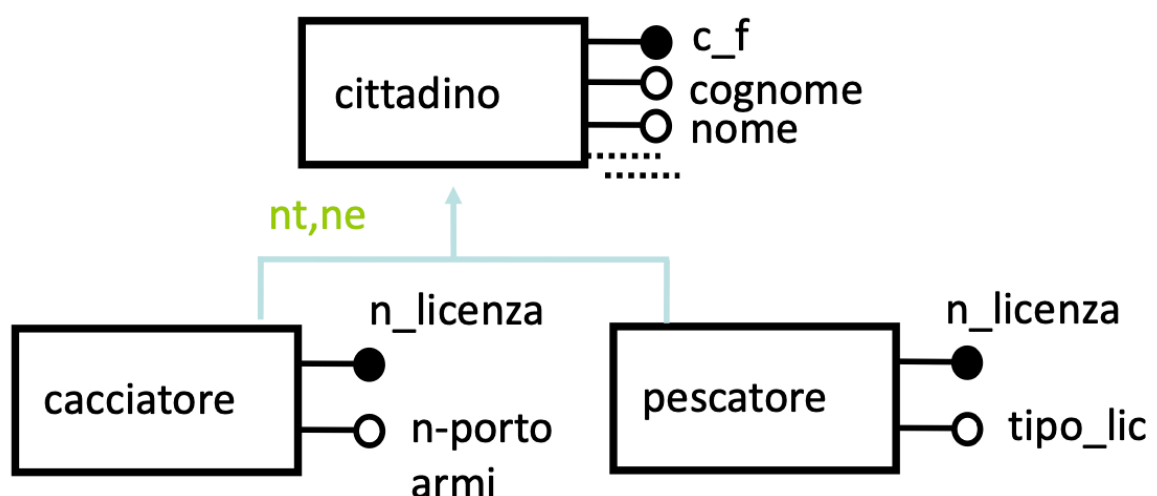 cittadino
c_f
cognome
nome
nt,ne
cacciatore
n_licenza
n-porto
armi
pescatore
n_licenza
tipo_lic